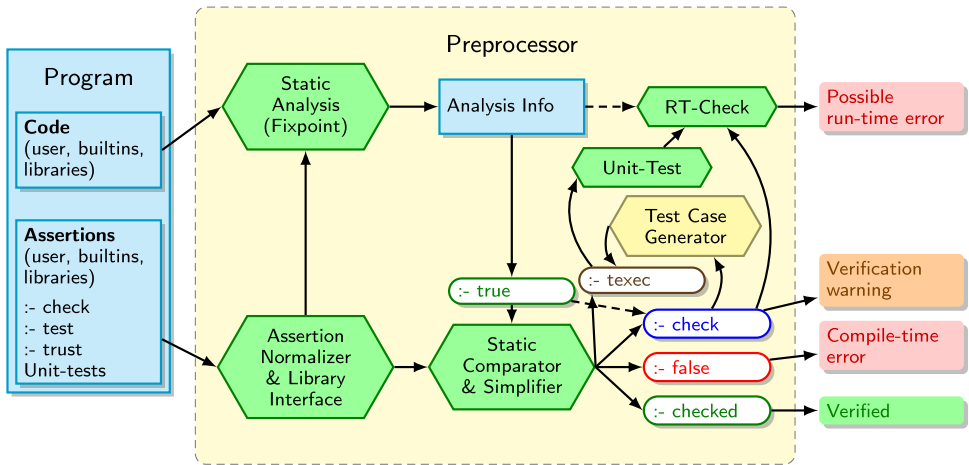 Program
Code
(user, builtins,
libraries)
Assertions
(user, builtins,
libraries)
:- check
:- test
:- trust
Unit-tests
Preprocessor
Static
Analysis
(Fixpoint)
Analysis Info
RT-Check
Unit-Test
Test Case
Generator
:- texec
:- true
:- check
:- false
:- checked
Assertion
Normalizer
& Library
Interface
Static
Comparator
& Simplifier
Possible
run-time error
Verification
warning
Compile-time
error
Verified